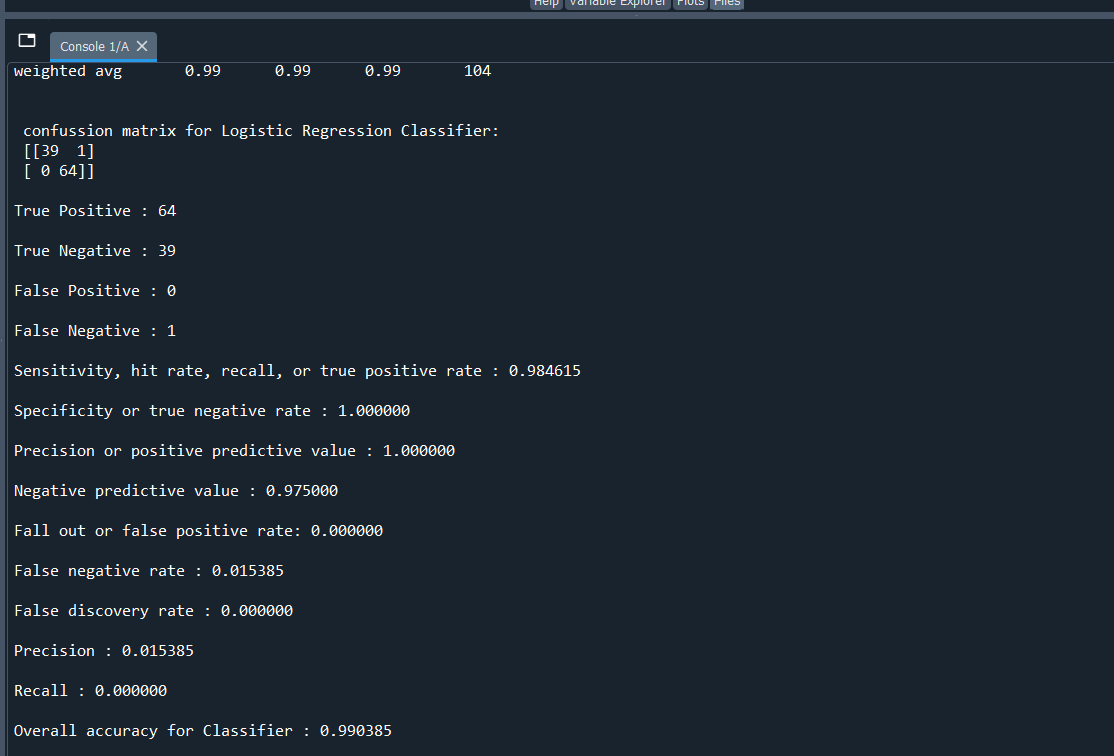 Help Variable Explorer Plots Files
Console 1/A
weighted avg 0.99 0.99 0.99 104
confussion matrix for Logistic Regression Classifier:
[[39 1]
[ 0 64]]
True Positive : 64
True Negative : 39
False Positive : 0
False Negative : 1
Sensitivity, hit rate, recall, or true positive rate : 0.984615
Specificity or true negative rate : 1.000000
Precision or positive predictive value : 1.000000
Negative predictive value : 0.975000
Fall out or false positive rate: 0.000000
False negative rate : 0.015385
False discovery rate : 0.000000
Precision : 0.015385
Recall : 0.000000
Overall accuracy for Classifier : 0.990385